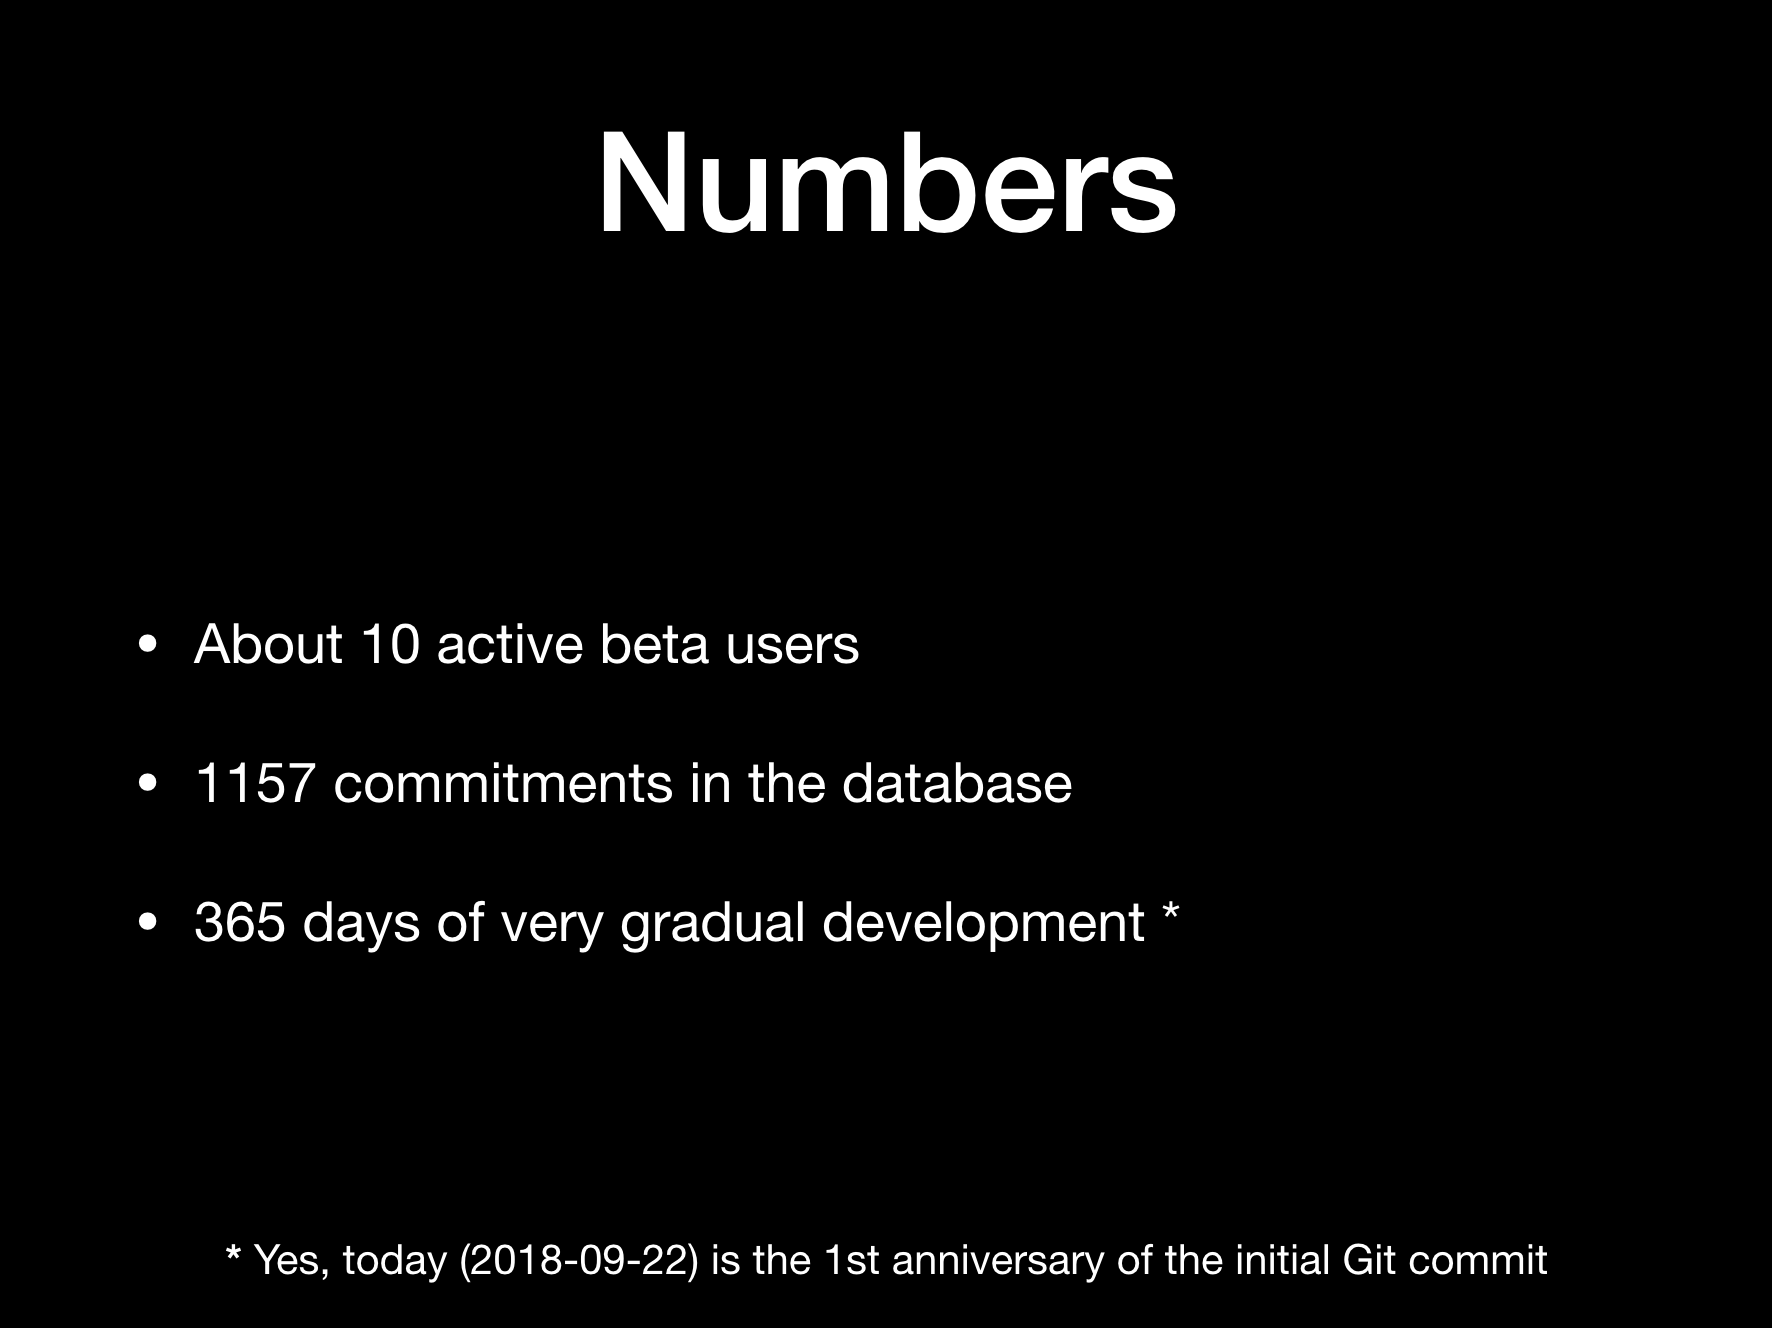 Numbers
• About 10 active beta users
• 1157 commitments in the database
• 365 days of very gradual development *
* Yes, today (2018-09-22) is the 1st anniversary of the initial Git commit